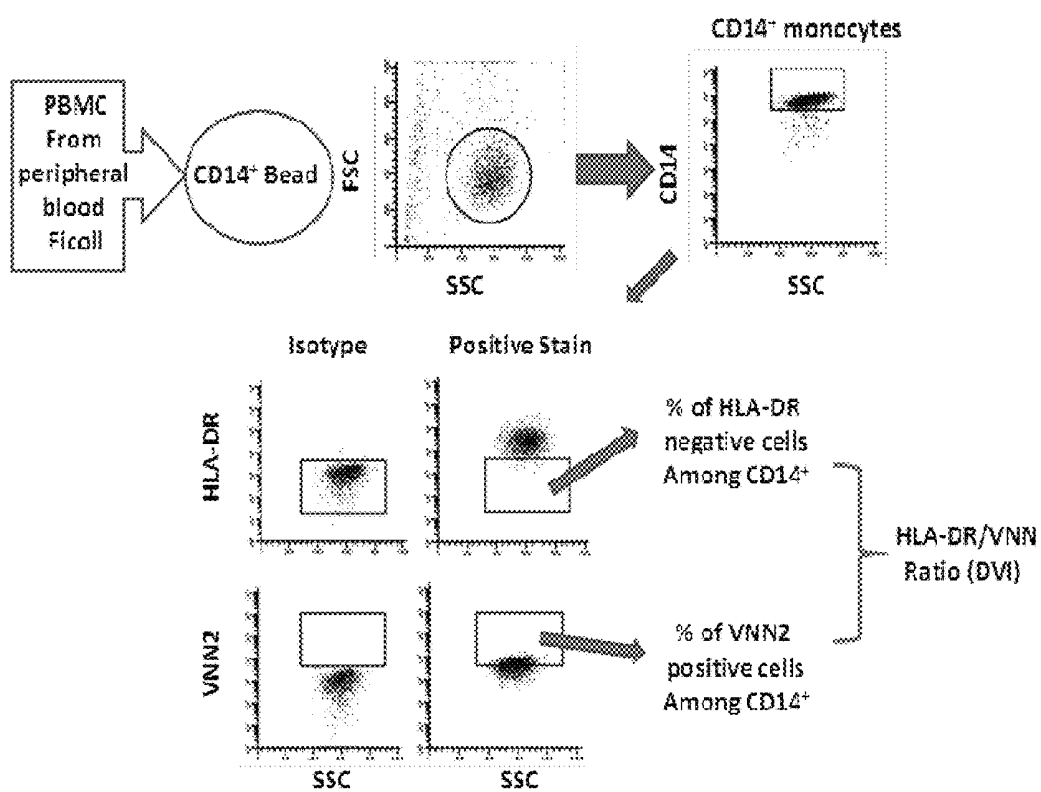 PBMC
From
peripheral
blood
Ficoll
CD14⁺ Bead
FSC
SSC
CD14⁺ monocytes
CD14
SSC
Isotype
Positive Stain
HLA-DR
% of HLA-DR
negative cells
Among CD14⁺
HLA-DR/VNN
Ratio (DVI)
VNN2
% of VNN2
positive cells
Among CD14⁺
SSC
SSC